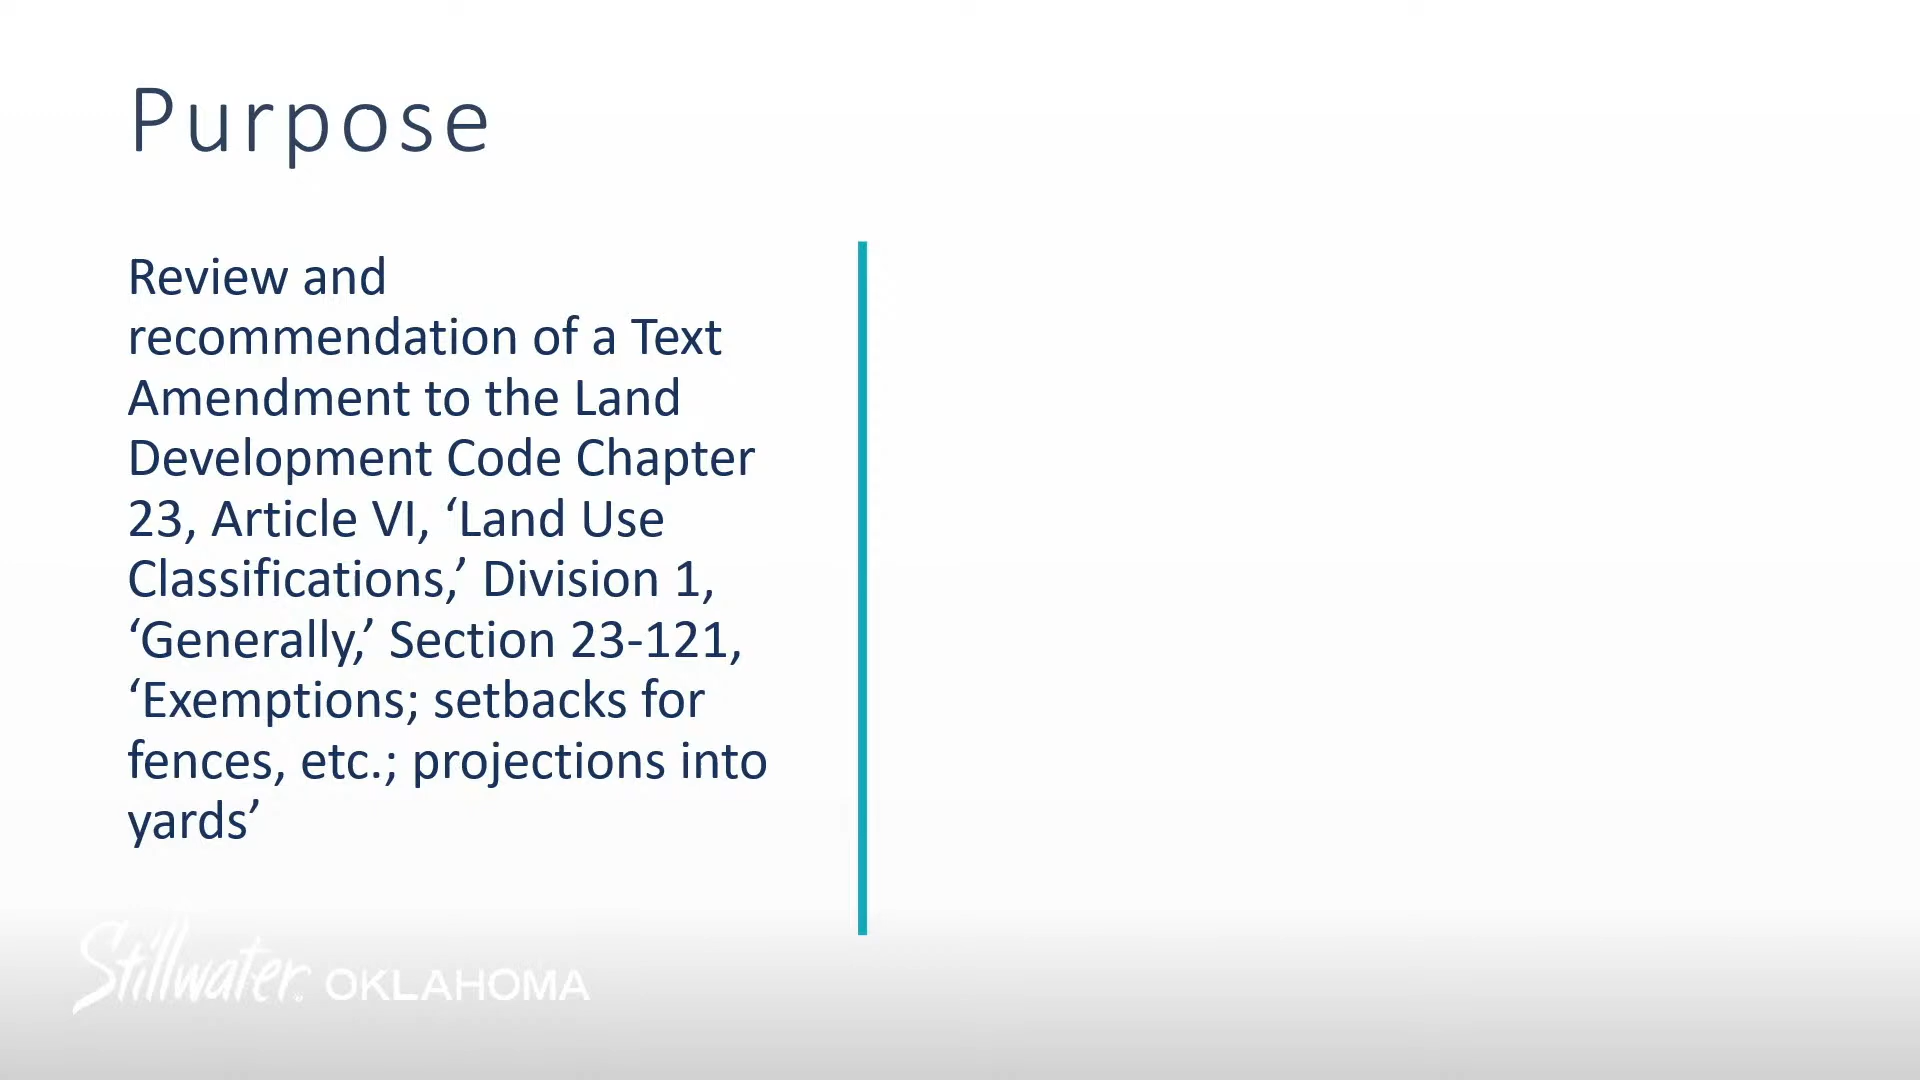 Purpose
Review and
recommendation of a Text
Amendment to the Land
Development Code Chapter
23, Article VI, ‘Land Use
Classifications,’ Division 1,
‘Generally,’ Section 23-121,
‘Exemptions; setbacks for
fences, etc.; projections into
yards’
Stillwater OKLAHOMA